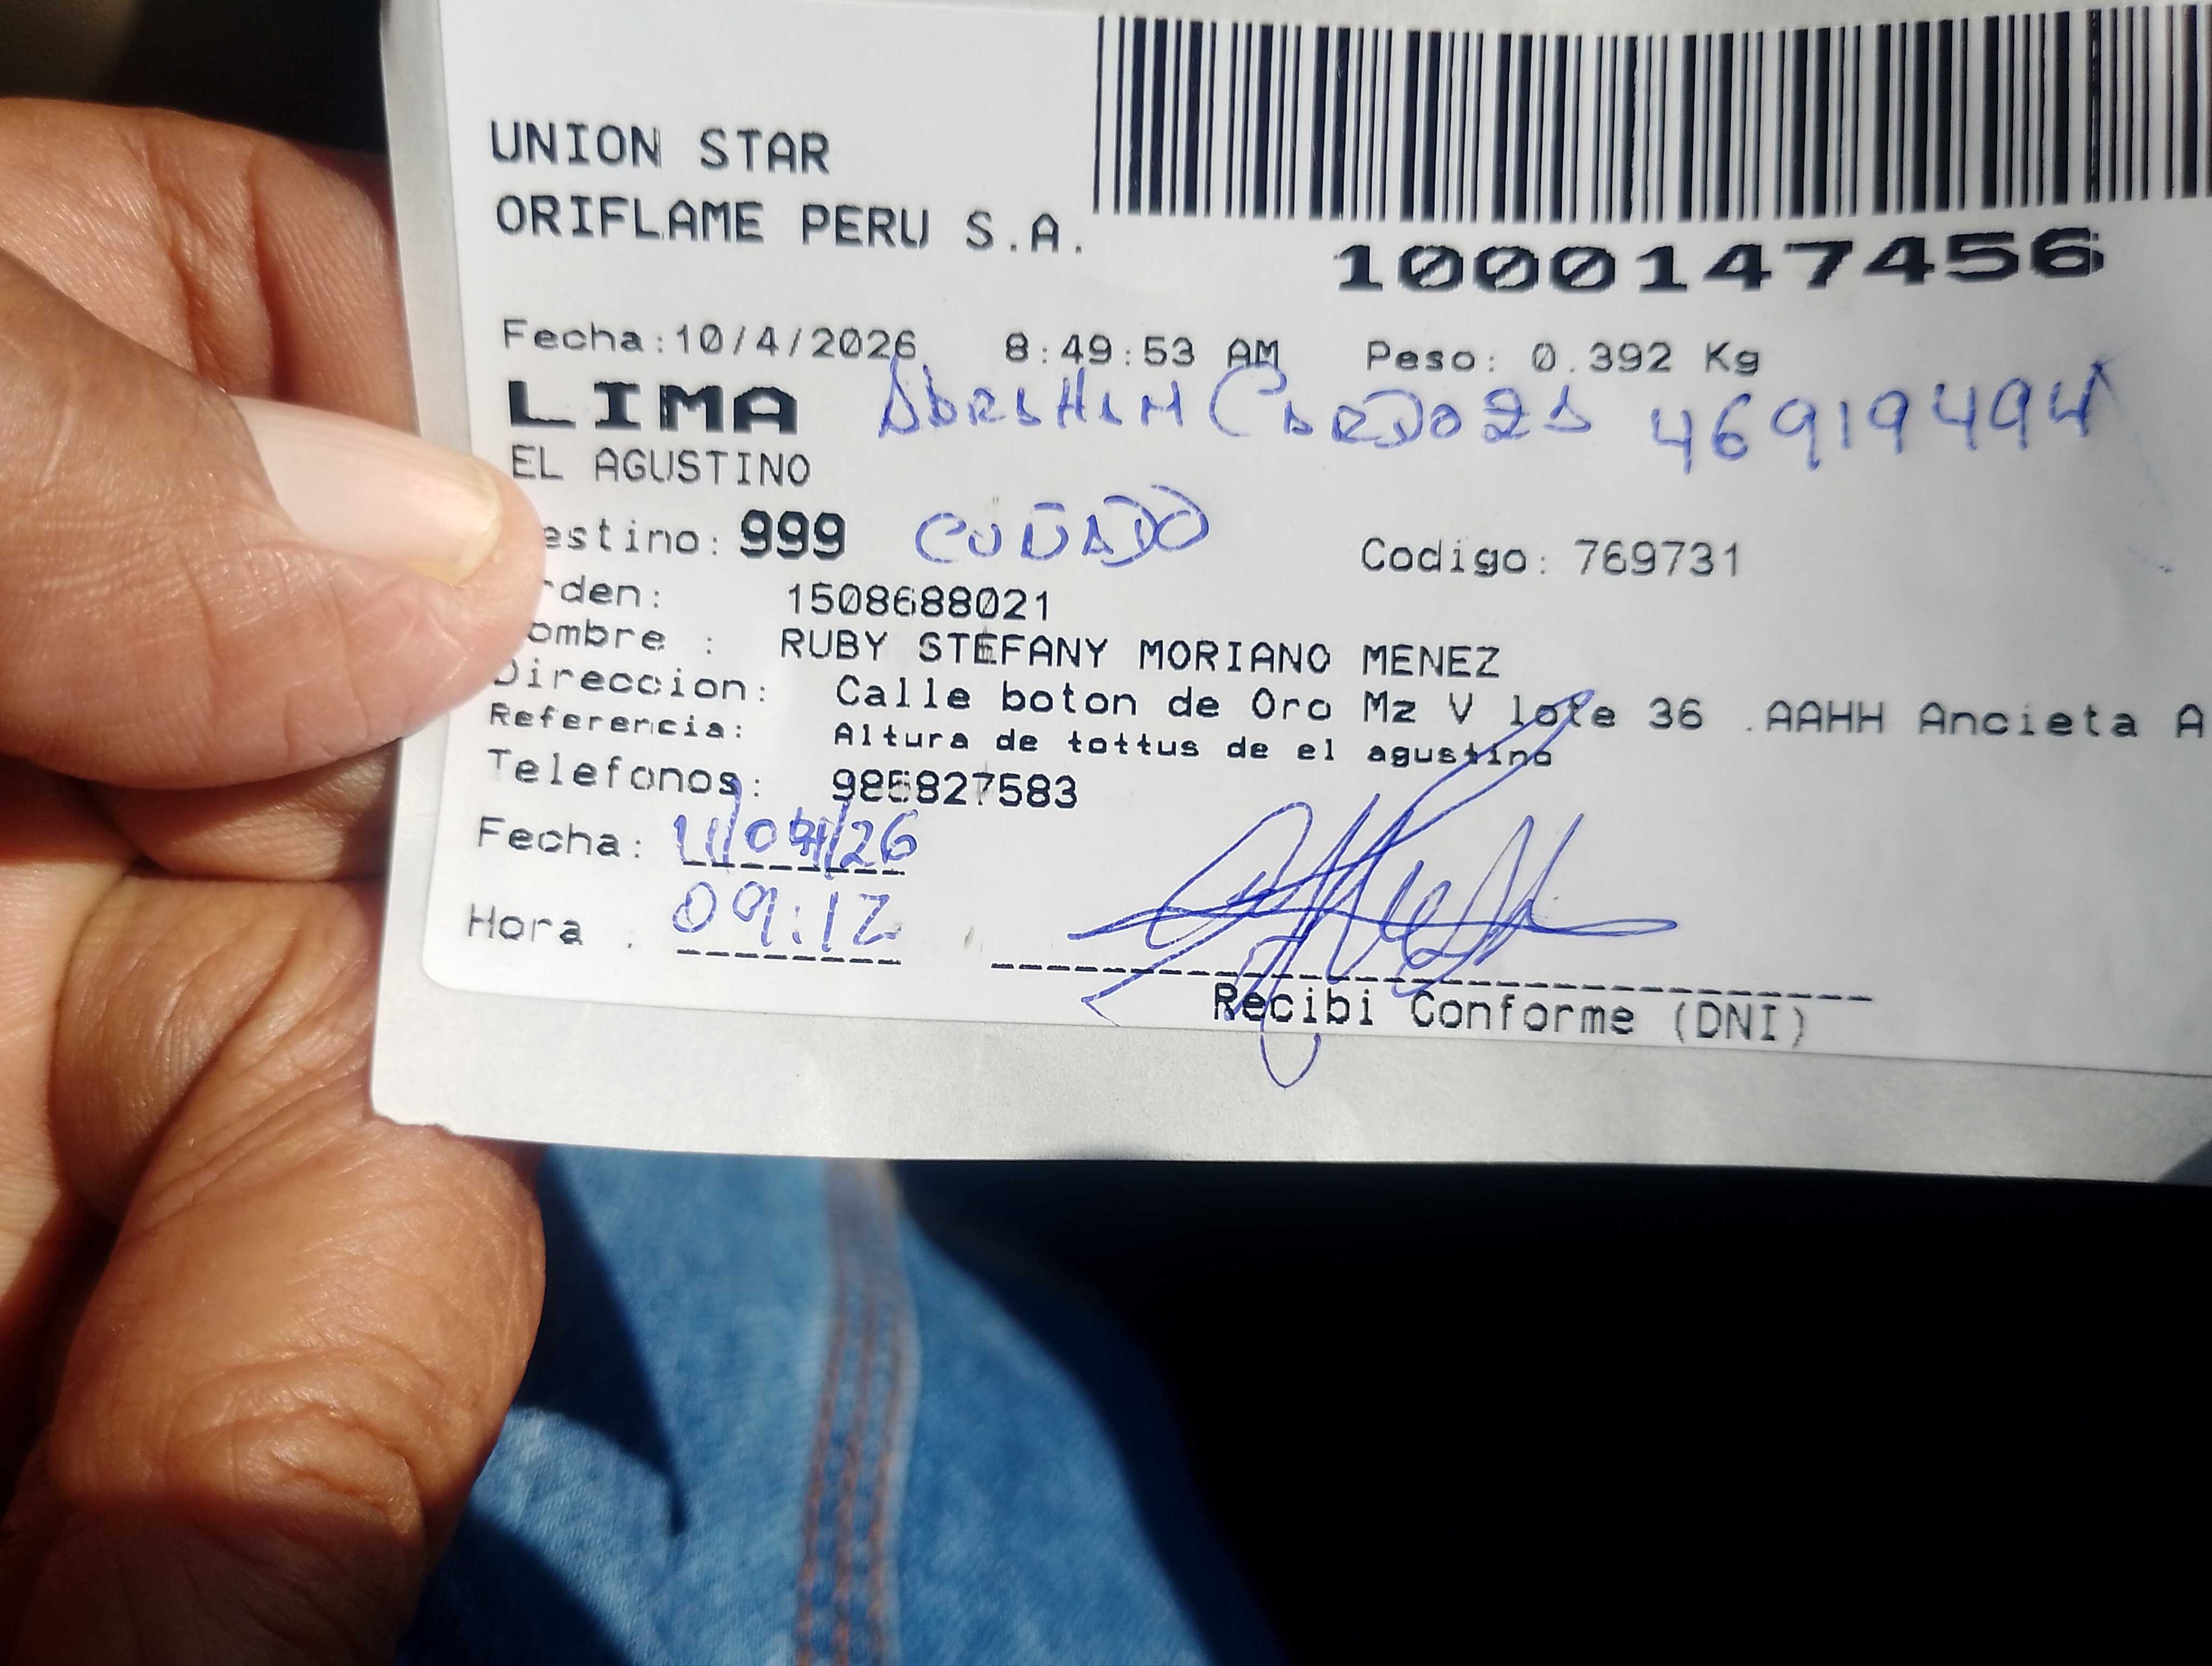 UNION STAR
ORIFLAME PERU S.A.
1000147456
Fecha:10/4/2026 8:49:53 AM Peso: 0.392 Kg
LIMA Abraham Cardoza 46919494
EL AGUSTINO
estino: 999 CUÑADO Codigo: 769731
rden: 1508688021
ombre : RUBY STEFANY MORIANO MENEZ
Direccion: Calle boton de Oro Mz V lote 36 .AAHH Ancieta A
Referencia: Altura de tottus de el agustino
Telefonos: 985827583
Fecha: 11/04/26
Hora : 09:12
Recibi Conforme (DNI)